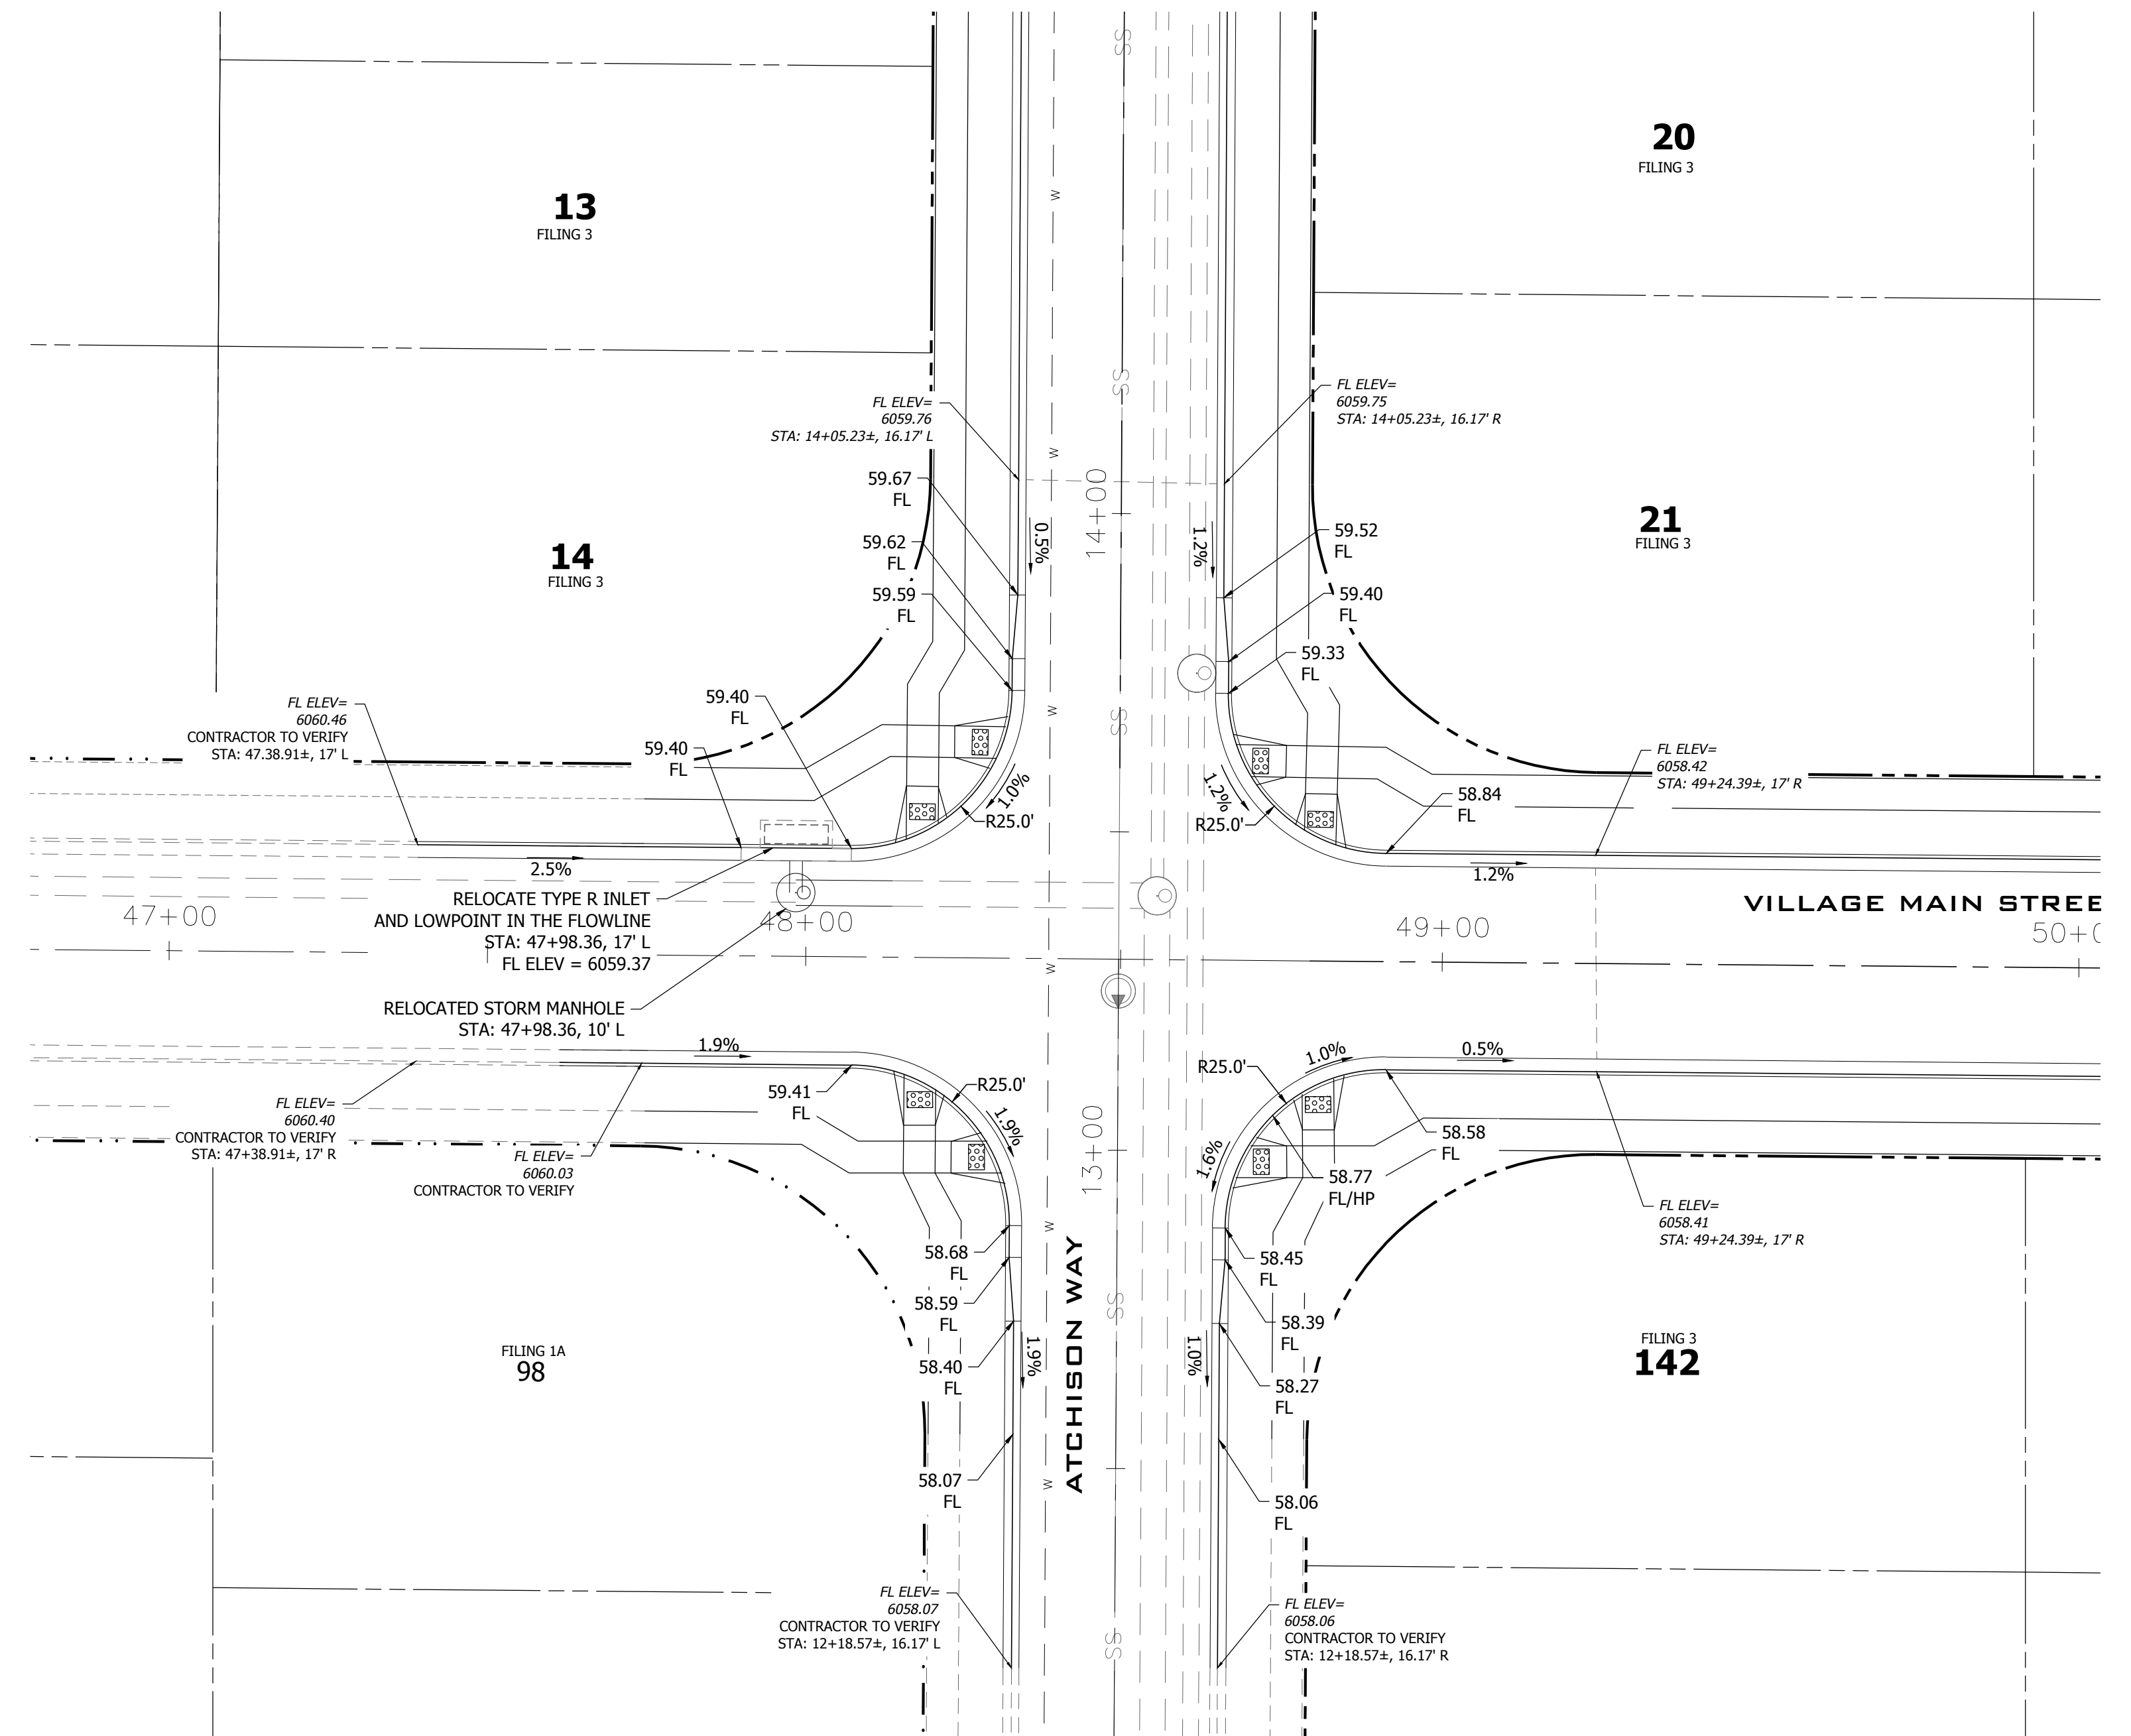 20
FILING 3
13
FILING 3
SS
W
SS
FL ELEV=
6059.76
STA: 14+05.23±, 16.17' L
FL ELEV=
6059.75
STA: 14+05.23±, 16.17' R
W
59.67
FL
14+00
21
FILING 3
59.62
FL
0.5%
1.2%
59.52
FL
14
FILING 3
59.59
FL
59.40
FL
59.33
FL
FL ELEV=
6060.46
CONTRACTOR TO VERIFY
STA: 47.38.91±, 17' L
59.40
FL
59.40
FL
W
SS
FL ELEV=
6058.42
STA: 49+24.39±, 17' R
1.0%
R25.0'
1.2%
R25.0'
58.84
FL
2.5%
1.2%
RELOCATE TYPE R INLET
AND LOWPOINT IN THE FLOWLINE
STA: 47+98.36, 17' L
FL ELEV = 6059.37
47+00
48+00
49+00
VILLAGE MAIN STREE
50+0
W
RELOCATED STORM MANHOLE
STA: 47+98.36, 10' L
1.9%
1.0%
0.5%
R25.0'
R25.0'
59.41
FL
FL ELEV=
6060.40
CONTRACTOR TO VERIFY
STA: 47+38.91±, 17' R
FL ELEV=
6060.03
CONTRACTOR TO VERIFY
1.9%
13+00
1.6%
58.58
FL
58.77
FL/HP
FL ELEV=
6058.41
STA: 49+24.39±, 17' R
W
58.68
FL
58.45
FL
58.59
FL
SS
58.39
FL
ATCHISON WAY
FILING 1A
98
58.40
FL
1.9%
1.0%
58.27
FL
FILING 3
142
58.07
FL
W
58.06
FL
FL ELEV=
6058.07
CONTRACTOR TO VERIFY
STA: 12+18.57±, 16.17' L
SS
FL ELEV=
6058.06
CONTRACTOR TO VERIFY
STA: 12+18.57±, 16.17' R